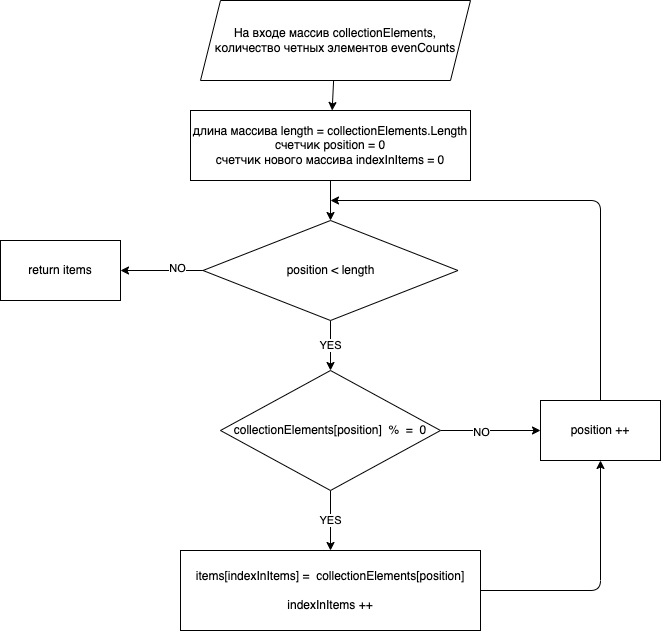 На входе массив collectionElements,
количество четных элементов evenCounts
длина массива length = collectionElements.Length
счетчик position = 0
счетчик нового массива indexInItems = 0
position < length
NO
return items
YES
collectionElements[position] % = 0
NO
position ++
YES
items[indexInItems] = collectionElements[position]
indexInItems ++